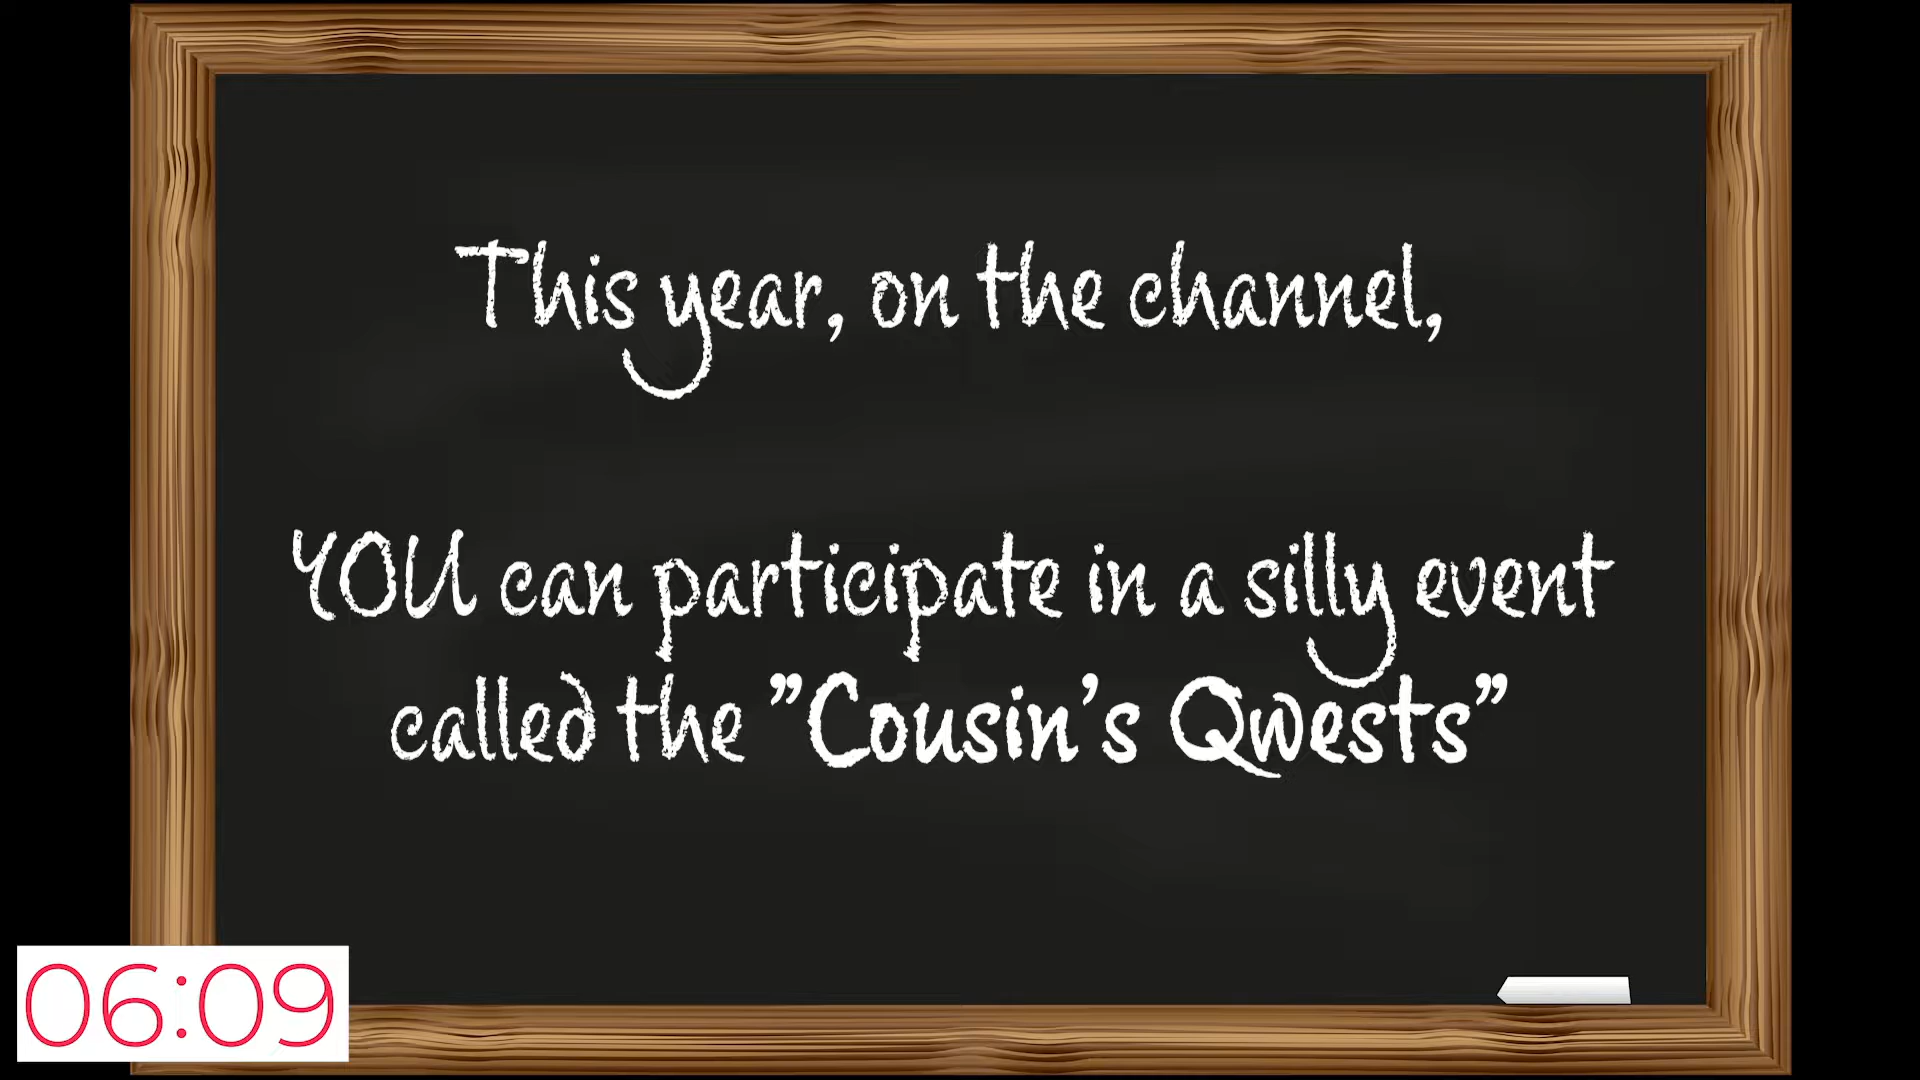 This year, on the channel,
YOU can participate in a silly event
called the ”Cousin’s Qwests”
06:09